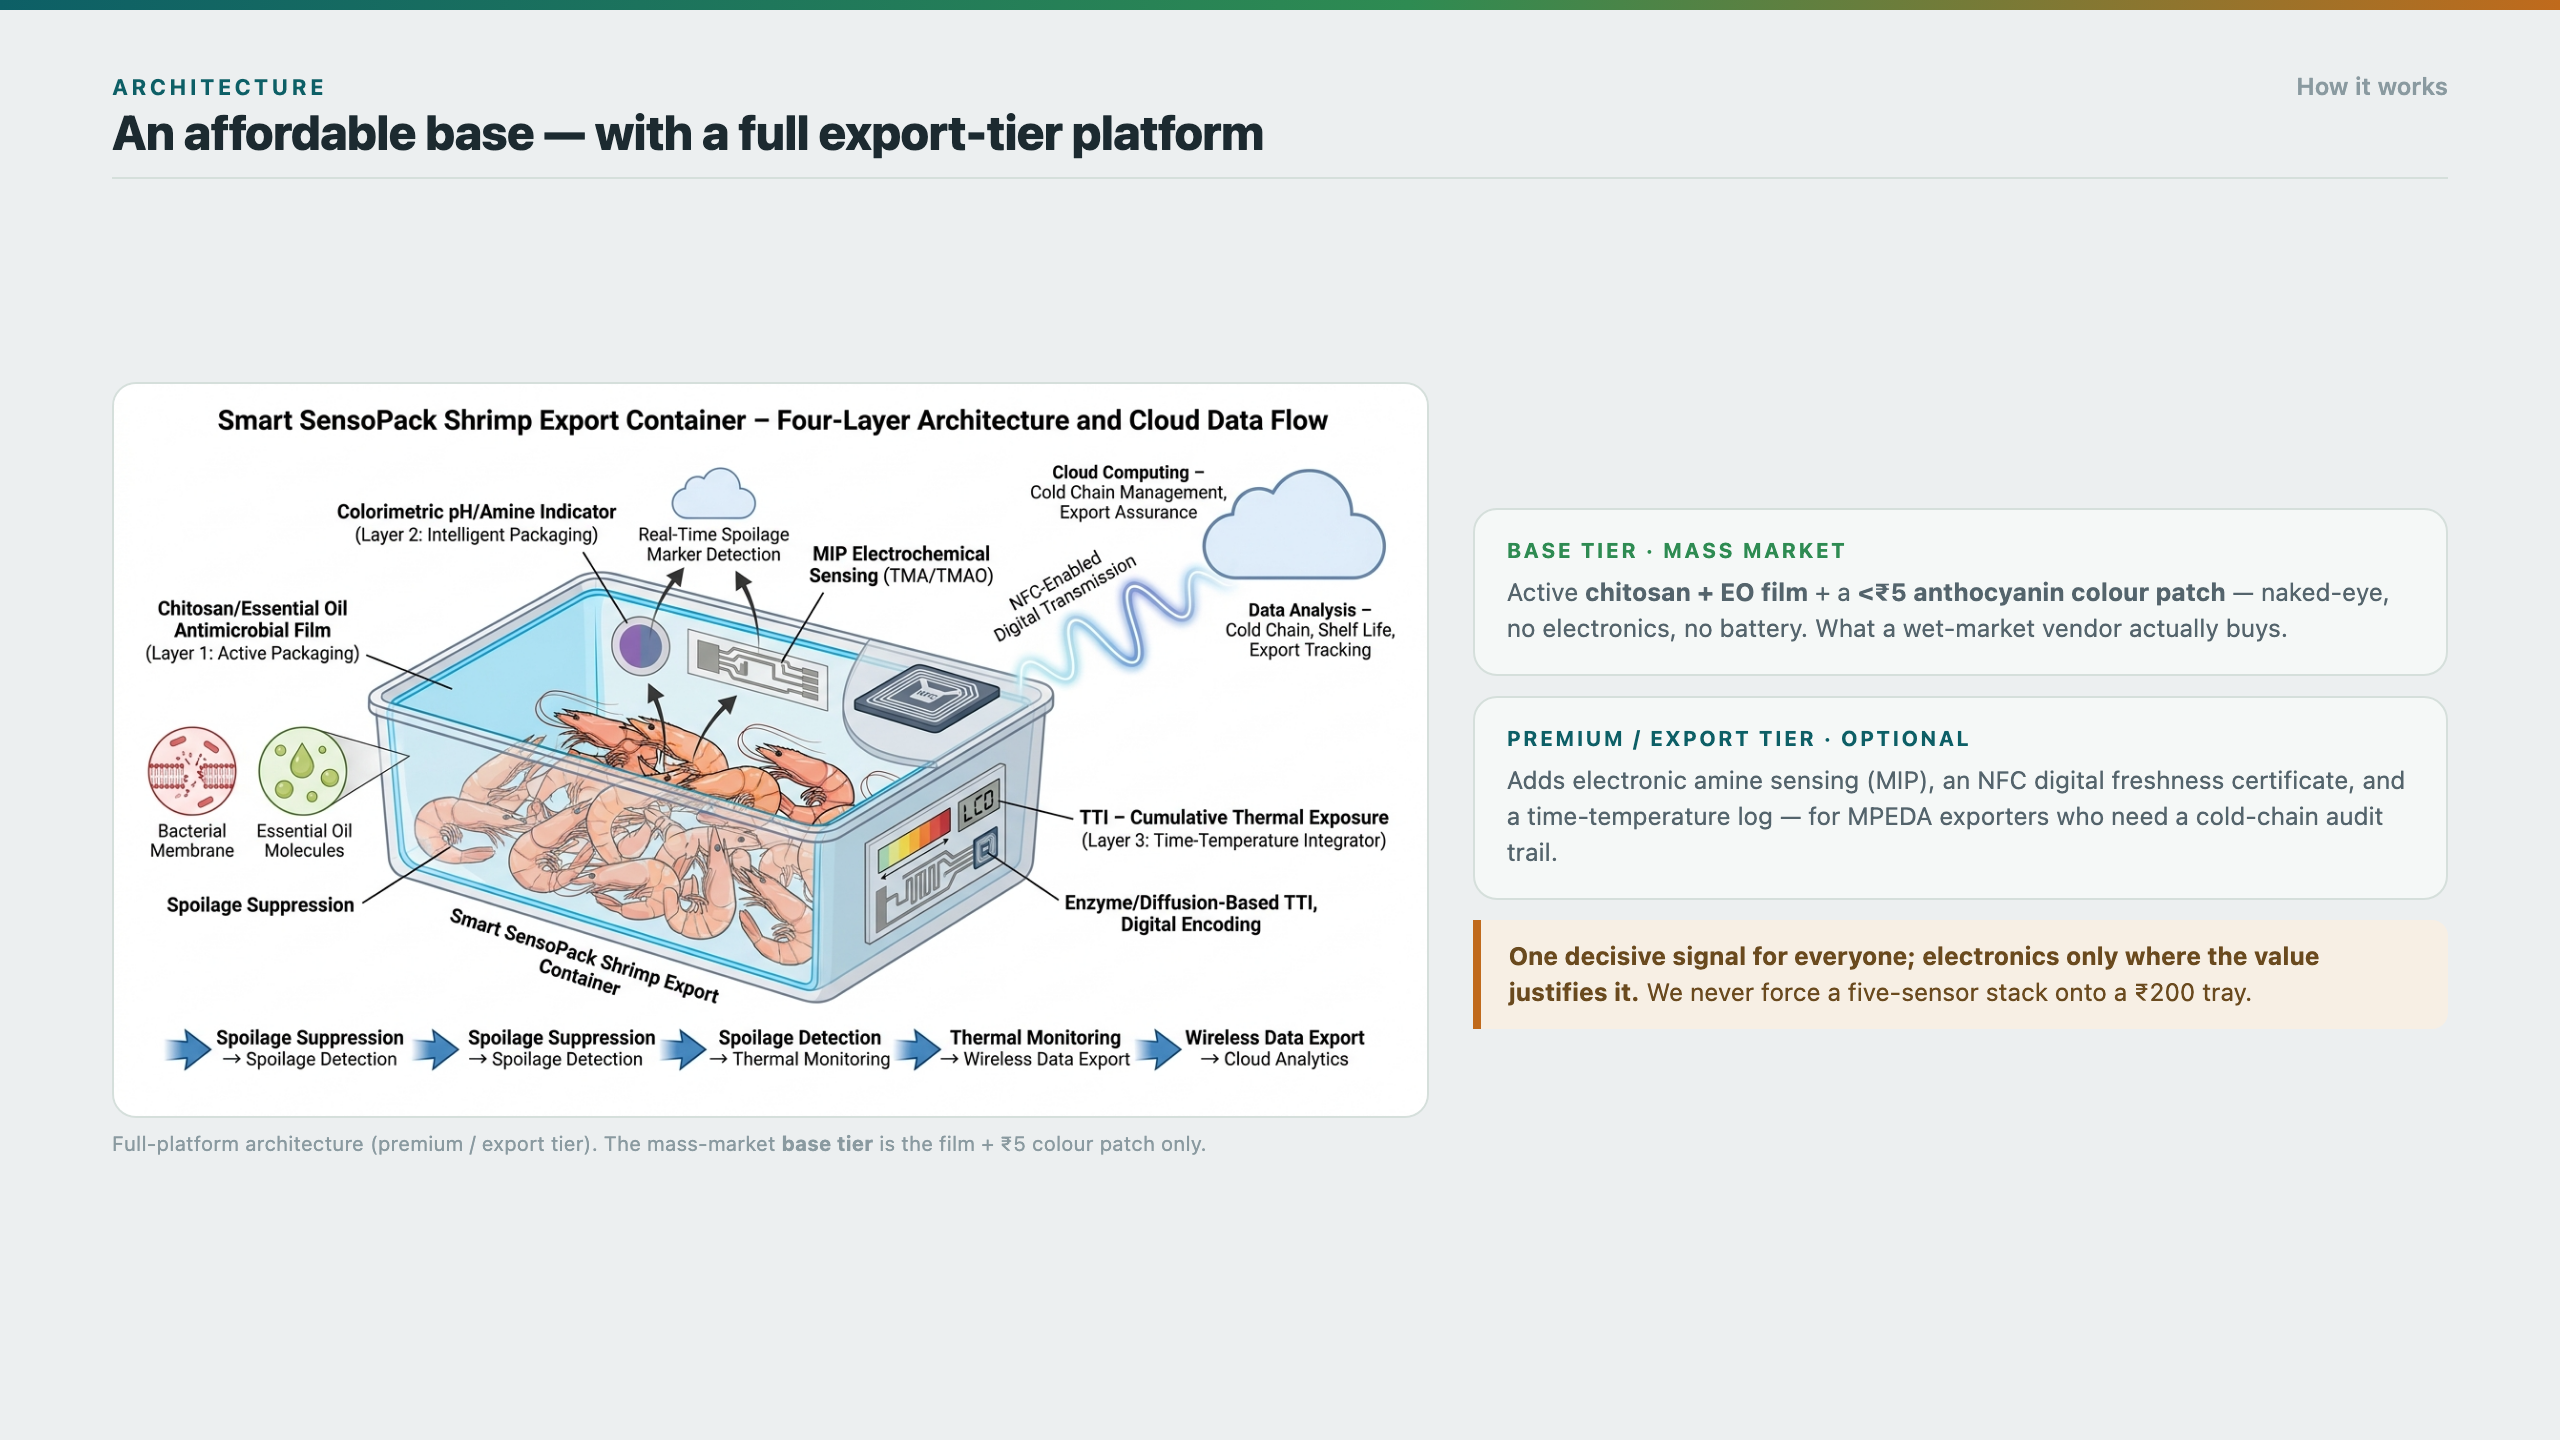 ARCHITECTURE
How it works
An affordable base — with a full export-tier platform
Smart SensoPack Shrimp Export Container – Four-Layer Architecture and Cloud Data Flow
Colorimetric pH/Amine Indicator
(Layer 2: Intelligent Packaging)
Real-Time Spoilage
Marker Detection
MIP Electrochemical
Sensing (TMA/TMAO)
Cloud Computing –
Cold Chain Management,
Export Assurance
NFC-Enabled
Digital Transmission
Data Analysis –
Cold Chain, Shelf Life,
Export Tracking
Chitosan/Essential Oil
Antimicrobial Film
(Layer 1: Active Packaging)
NFC
Bacterial
Membrane
Essential Oil
Molecules
LCD
TTI – Cumulative Thermal Exposure
(Layer 3: Time-Temperature Integrator)
Spoilage Suppression
Enzyme/Diffusion-Based TTI,
Digital Encoding
Smart SensoPack Shrimp Export
Container
Spoilage Suppression
→ Spoilage Detection
Spoilage Suppression
→ Spoilage Detection
Spoilage Detection
→ Thermal Monitoring
Thermal Monitoring
→ Wireless Data Export
Wireless Data Export
→ Cloud Analytics
Full-platform architecture (premium / export tier). The mass-market base tier is the film + ₹5 colour patch only.
BASE TIER · MASS MARKET
Active chitosan + EO film + a <₹5 anthocyanin colour patch — naked-eye,
no electronics, no battery. What a wet-market vendor actually buys.
PREMIUM / EXPORT TIER · OPTIONAL
Adds electronic amine sensing (MIP), an NFC digital freshness certificate, and
a time-temperature log — for MPEDA exporters who need a cold-chain audit
trail.
One decisive signal for everyone; electronics only where the value
justifies it. We never force a five-sensor stack onto a ₹200 tray.